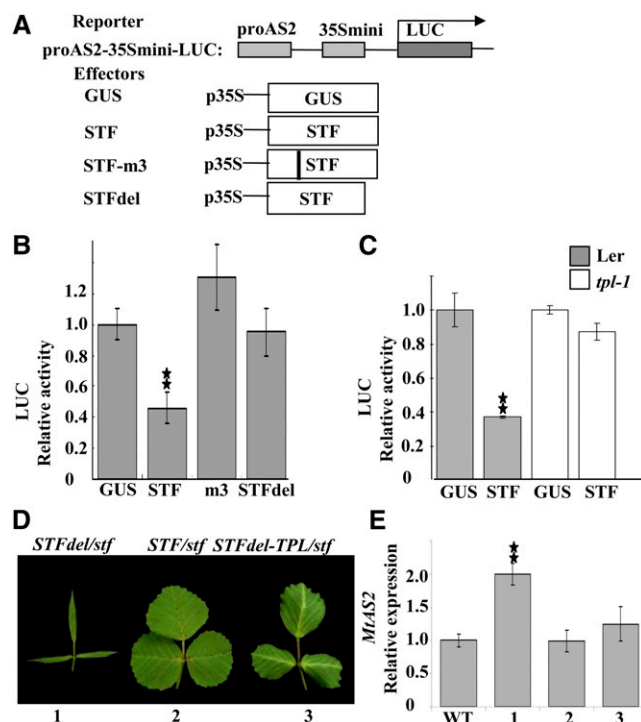 A
Reporter
proAS2 35Smini LUC
proAS2-35Smini-LUC:
Effectors
GUS p35S GUS
STF p35S STF
STF-m3 p35S STF
STFdel p35S STF
B
LUC
Relative activity
1.2
1.0
0.8
0.6
0.4
0.2
0
GUS STF m3 STFdel
C
Ler
tpl-1
LUC
Relative activity
1.0
0.8
0.6
0.4
0.2
0
GUS STF GUS STF
D
STFdel/stf STF/stf STFdel-TPL/stf
1 2 3
E
MtAS2
Relative expression
2.0
1.5
1.0
0.5
0
WT 1 2 3